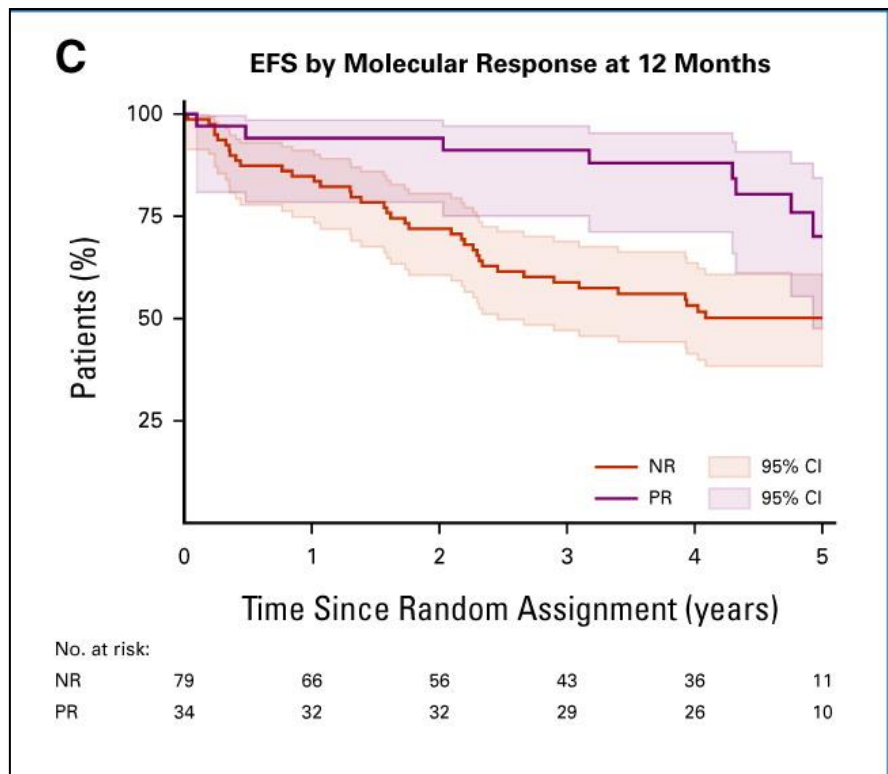 C
EFS by Molecular Response at 12 Months
100
75
50
25
Patients (%)
NR 95% CI
PR 95% CI
0 1 2 3 4 5
Time Since Random Assignment (years)
No. at risk:
NR 79 66 56 43 36 11
PR 34 32 32 29 26 10